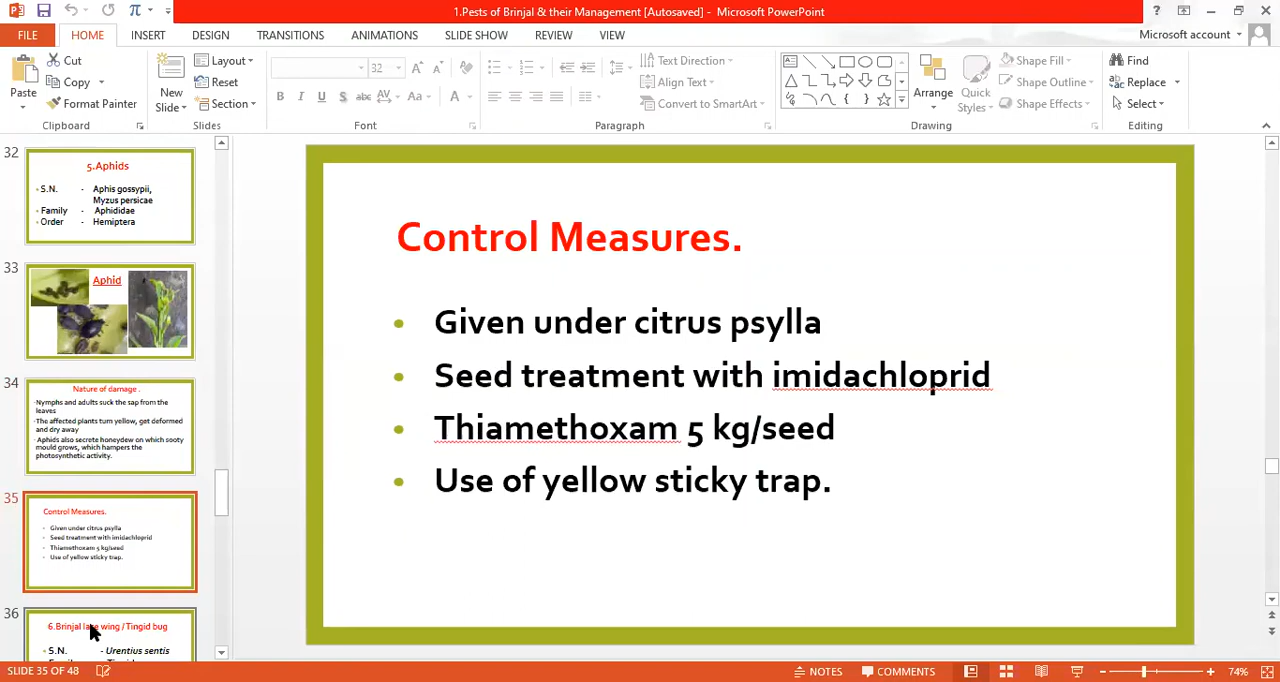 1.Pests of Brinjal & their Management [Autosaved] - Microsoft PowerPoint
FILE HOME INSERT DESIGN TRANSITIONS ANIMATIONS SLIDE SHOW REVIEW VIEW Microsoft account
Paste
Cut
Copy
Format Painter
Clipboard
New
Slide
Layout
Reset
Section
Slides
32
B I U S abc AV Aa A
Font
Text Direction
Align Text
Convert to SmartArt
Paragraph
Arrange
Quick
Styles
Shape Fill
Shape Outline
Shape Effects
Drawing
Find
Replace
Select
Editing
32
5.Aphids
S.N. - Aphis gossypii,
Myzus persicae
Family - Aphididae
Order - Hemiptera
33
Aphid
34
Nature of damage .
Nymphs and adults suck the sap from the
leaves
The affected plants turn yellow, get deformed
and dry away
Aphids also secrete honeydew on which sooty
mould grows, which hampers the
photosynthetic activity.
35
Control Measures.
Given under citrus psylla
Seed treatment with imidachloprid
Thiamethoxam 5 kg/seed
Use of yellow sticky trap.
36
6.Brinjal lace wing / Tingid bug
S.N. - Urentius sentis
Control Measures.
• Given under citrus psylla
• Seed treatment with imidachloprid
• Thiamethoxam 5 kg/seed
• Use of yellow sticky trap.
SLIDE 35 OF 48 NOTES COMMENTS 74%